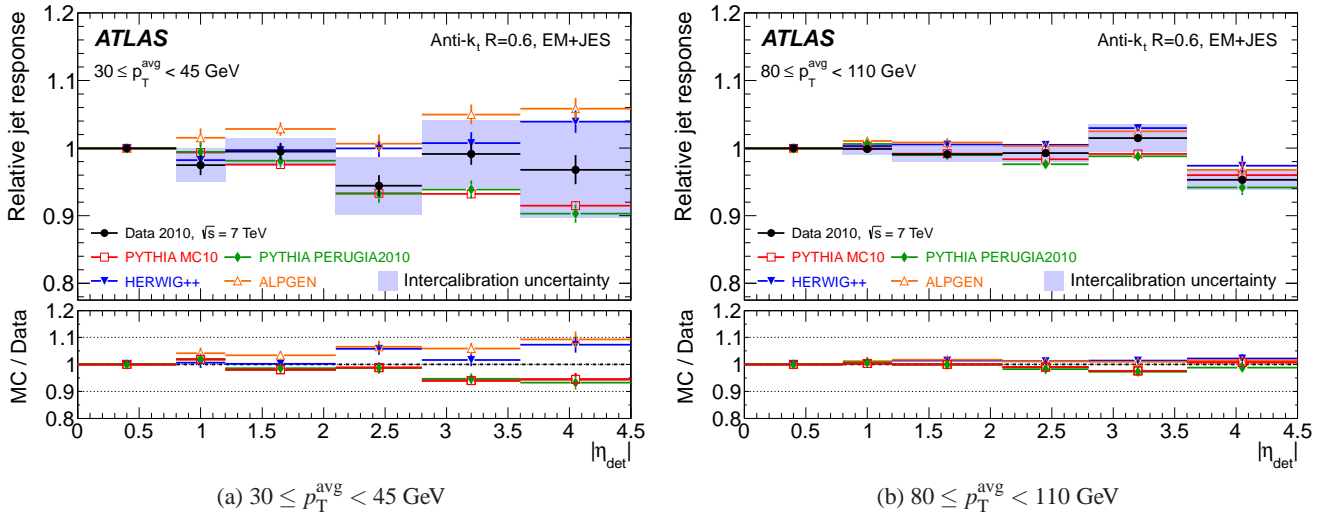 Relative jet response
1.2
1.1
1
0.9
0.8
ATLAS
Anti-k_t R=0.6, EM+JES
30 ≤ p_T^avg < 45 GeV
Data 2010, √s = 7 TeV
PYTHIA MC10
PYTHIA PERUGIA2010
HERWIG++
ALPGEN
Intercalibration uncertainty
MC / Data
1.2
1.1
1
0.9
0.8
0 0.5 1 1.5 2 2.5 3 3.5 4 4.5
|η_det|
(a) 30 ≤ p_T^avg < 45 GeV
Relative jet response
1.2
1.1
1
0.9
0.8
ATLAS
Anti-k_t R=0.6, EM+JES
80 ≤ p_T^avg < 110 GeV
Data 2010, √s = 7 TeV
PYTHIA MC10
PYTHIA PERUGIA2010
HERWIG++
ALPGEN
Intercalibration uncertainty
MC / Data
1.2
1.1
1
0.9
0.8
0 0.5 1 1.5 2 2.5 3 3.5 4 4.5
|η_det|
(b) 80 ≤ p_T^avg < 110 GeV